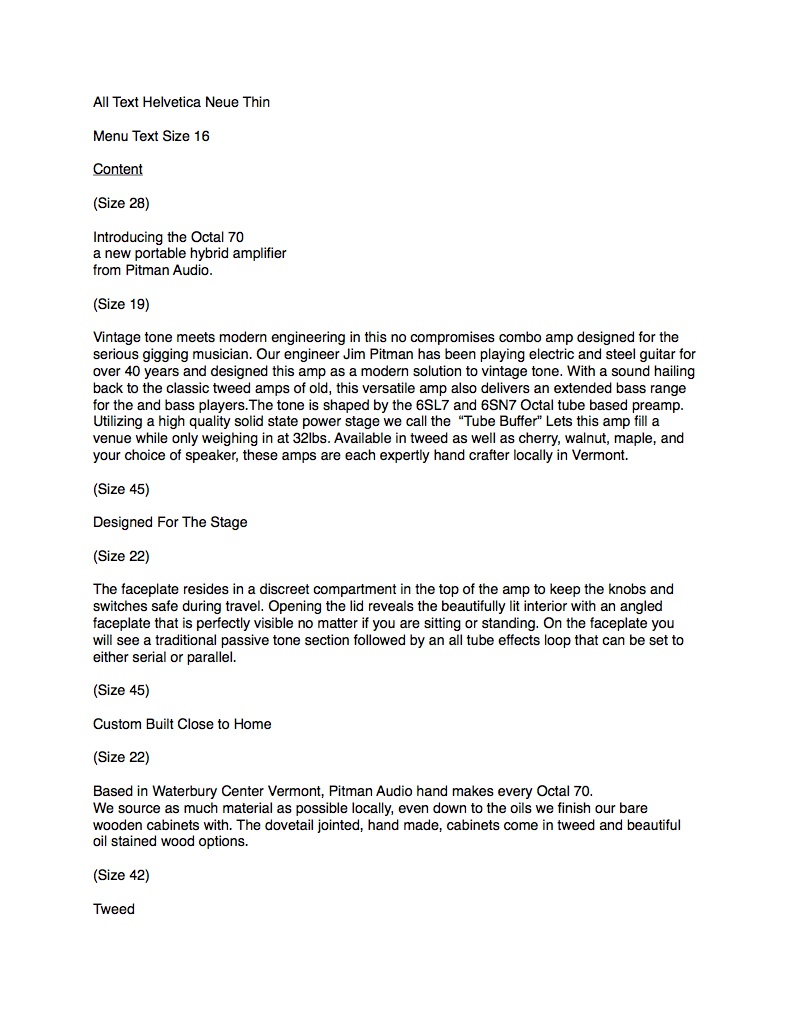 All Text Helvetica Neue Thin
Menu Text Size 16
Content
(Size 28)
Introducing the Octal 70
a new portable hybrid amplifier
from Pitman Audio.
(Size 19)
Vintage tone meets modern engineering in this no compromises combo amp designed for the
serious gigging musician. Our engineer Jim Pitman has been playing electric and steel guitar for
over 40 years and designed this amp as a modern solution to vintage tone. With a sound hailing
back to the classic tweed amps of old, this versatile amp also delivers an extended bass range
for the and bass players.The tone is shaped by the 6SL7 and 6SN7 Octal tube based preamp.
Utilizing a high quality solid state power stage we call the  “Tube Buffer” Lets this amp fill a
venue while only weighing in at 32lbs. Available in tweed as well as cherry, walnut, maple, and
your choice of speaker, these amps are each expertly hand crafter locally in Vermont.
(Size 45)
Designed For The Stage
(Size 22)
The faceplate resides in a discreet compartment in the top of the amp to keep the knobs and
switches safe during travel. Opening the lid reveals the beautifully lit interior with an angled
faceplate that is perfectly visible no matter if you are sitting or standing. On the faceplate you
will see a traditional passive tone section followed by an all tube effects loop that can be set to
either serial or parallel.
(Size 45)
Custom Built Close to Home
(Size 22)
Based in Waterbury Center Vermont, Pitman Audio hand makes every Octal 70.
We source as much material as possible locally, even down to the oils we finish our bare
wooden cabinets with. The dovetail jointed, hand made, cabinets come in tweed and beautiful
oil stained wood options.
(Size 42)
Tweed